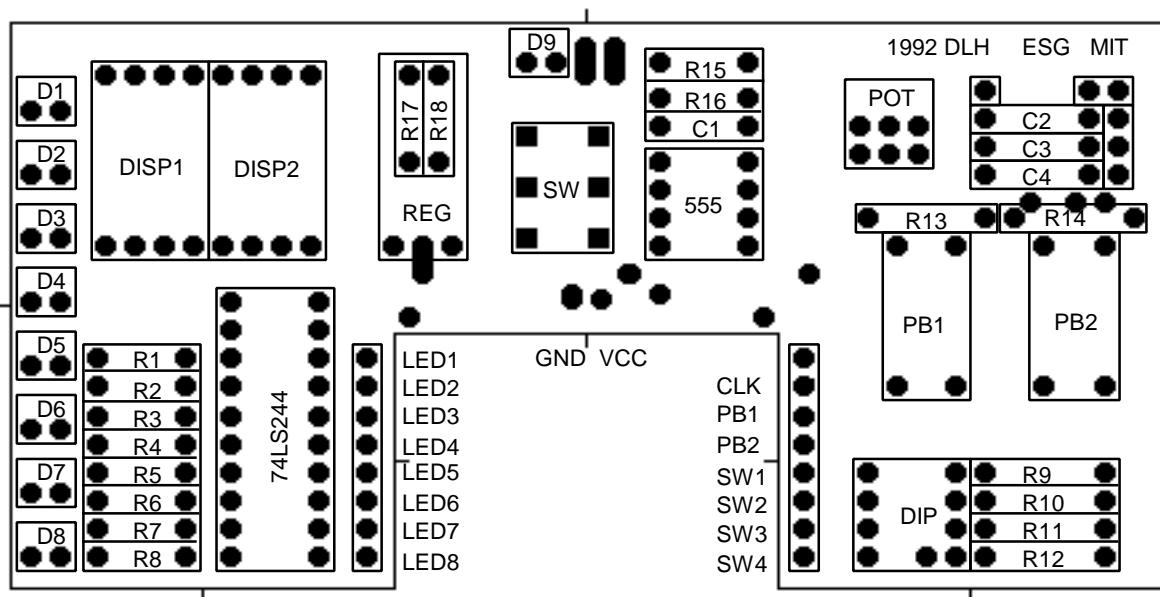 D9
1992 DLH ESG MIT
R15
D1
R16
POT
R17
R18
C1
C2
D2
DISP1
DISP2
SW
C3
C4
D3
REG
555
R13
R14
D4
D5
R1
LED1
GND VCC
PB1
PB2
R2
LED2
CLK
D6
R3
LED3
PB1
74LS244
R4
LED4
PB2
D7
R5
LED5
SW1
R9
R6
LED6
SW2
DIP
R10
D8
R7
LED7
SW3
R11
R8
LED8
SW4
R12